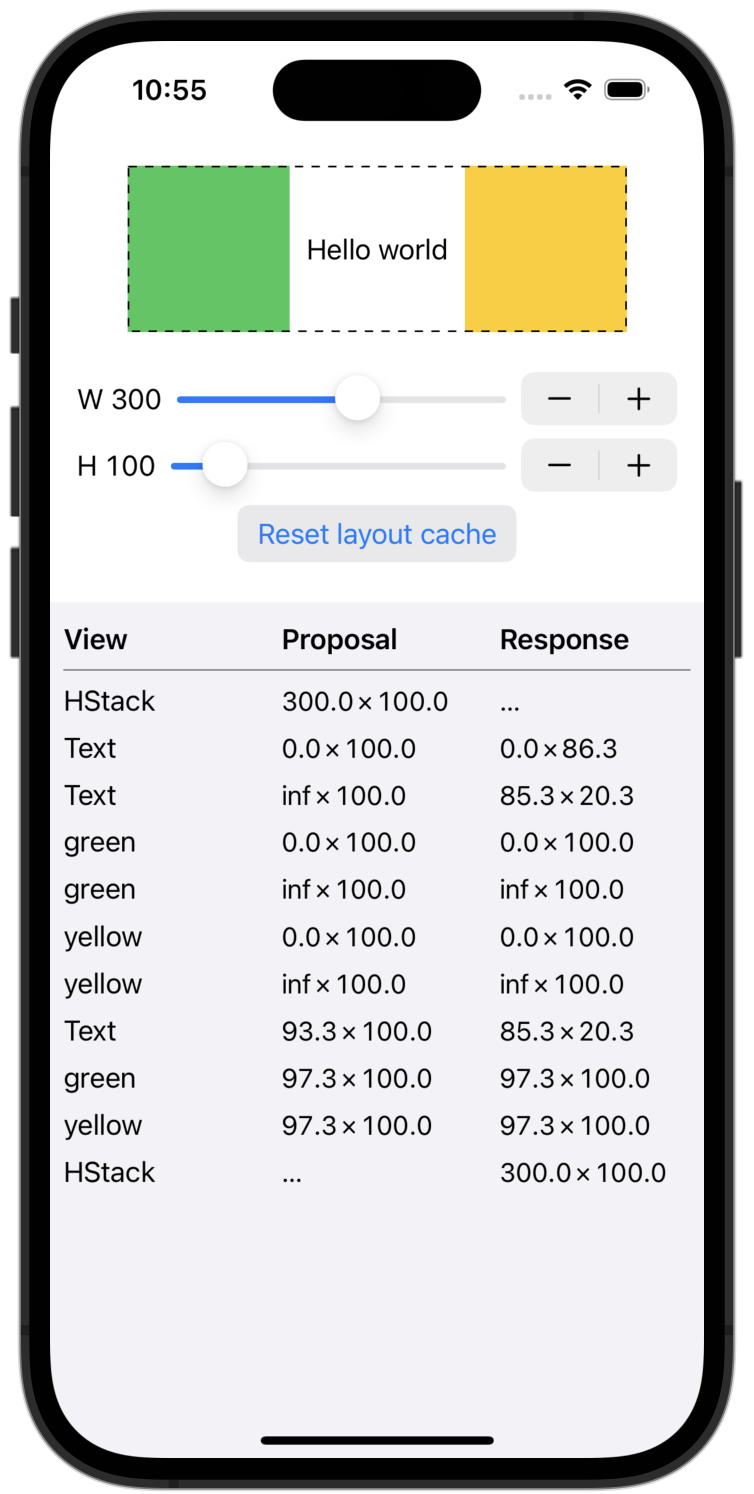 10:55
Hello world
W 300
H 100
Reset layout cache
View Proposal Response
HStack 300.0×100.0 …
Text 0.0×100.0 0.0×86.3
Text inf×100.0 85.3×20.3
green 0.0×100.0 0.0×100.0
green inf×100.0 inf×100.0
yellow 0.0×100.0 0.0×100.0
yellow inf×100.0 inf×100.0
Text 93.3×100.0 85.3×20.3
green 97.3×100.0 97.3×100.0
yellow 97.3×100.0 97.3×100.0
HStack … 300.0×100.0